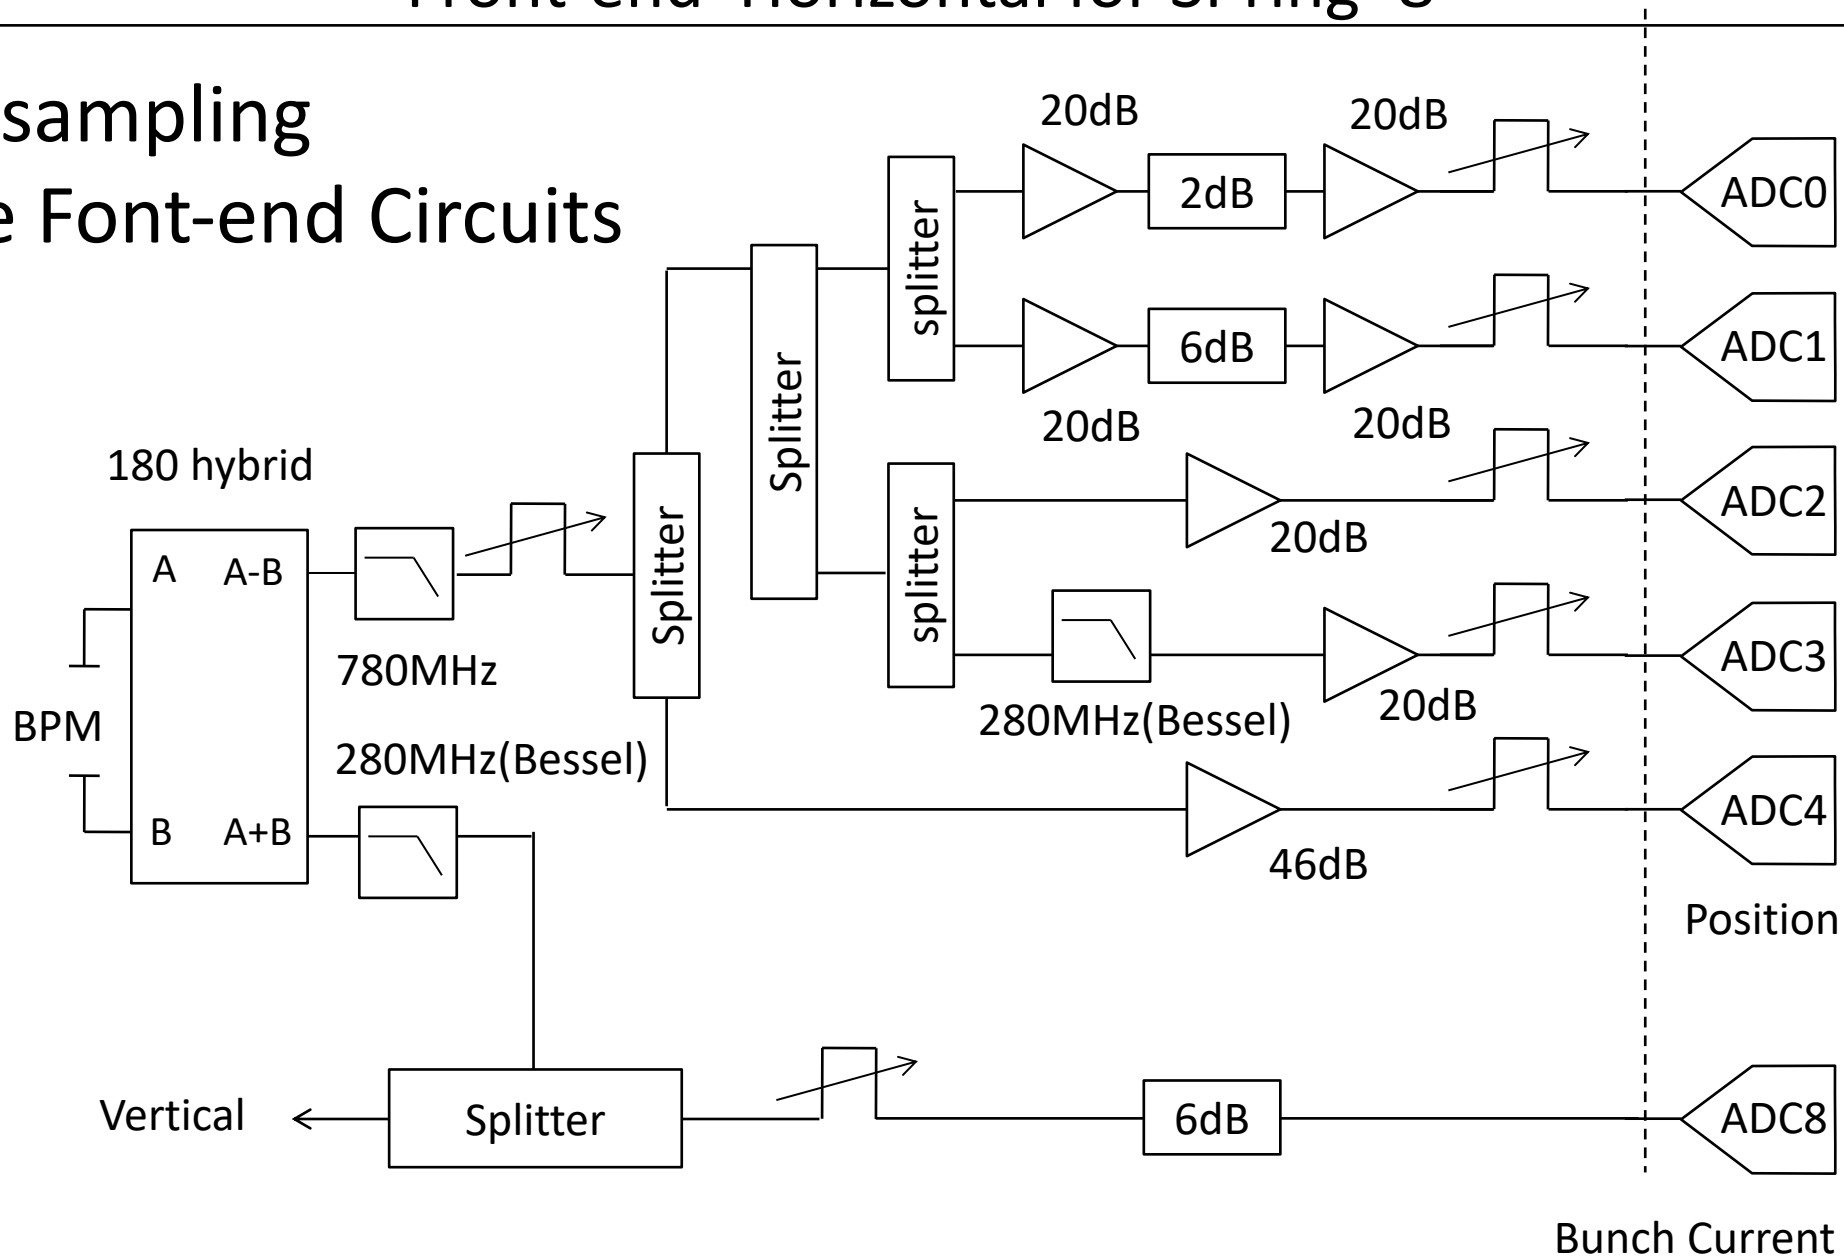 sampling
e Font-end Circuits
20dB
20dB
splitter
2dB
ADC0
Splitter
6dB
ADC1
20dB
20dB
180 hybrid
splitter
20dB
ADC2
Splitter
A
A-B
780MHz
280MHz(Bessel)
20dB
ADC3
BPM
280MHz(Bessel)
B
A+B
46dB
ADC4
Position
Vertical
Splitter
6dB
ADC8
Bunch Current